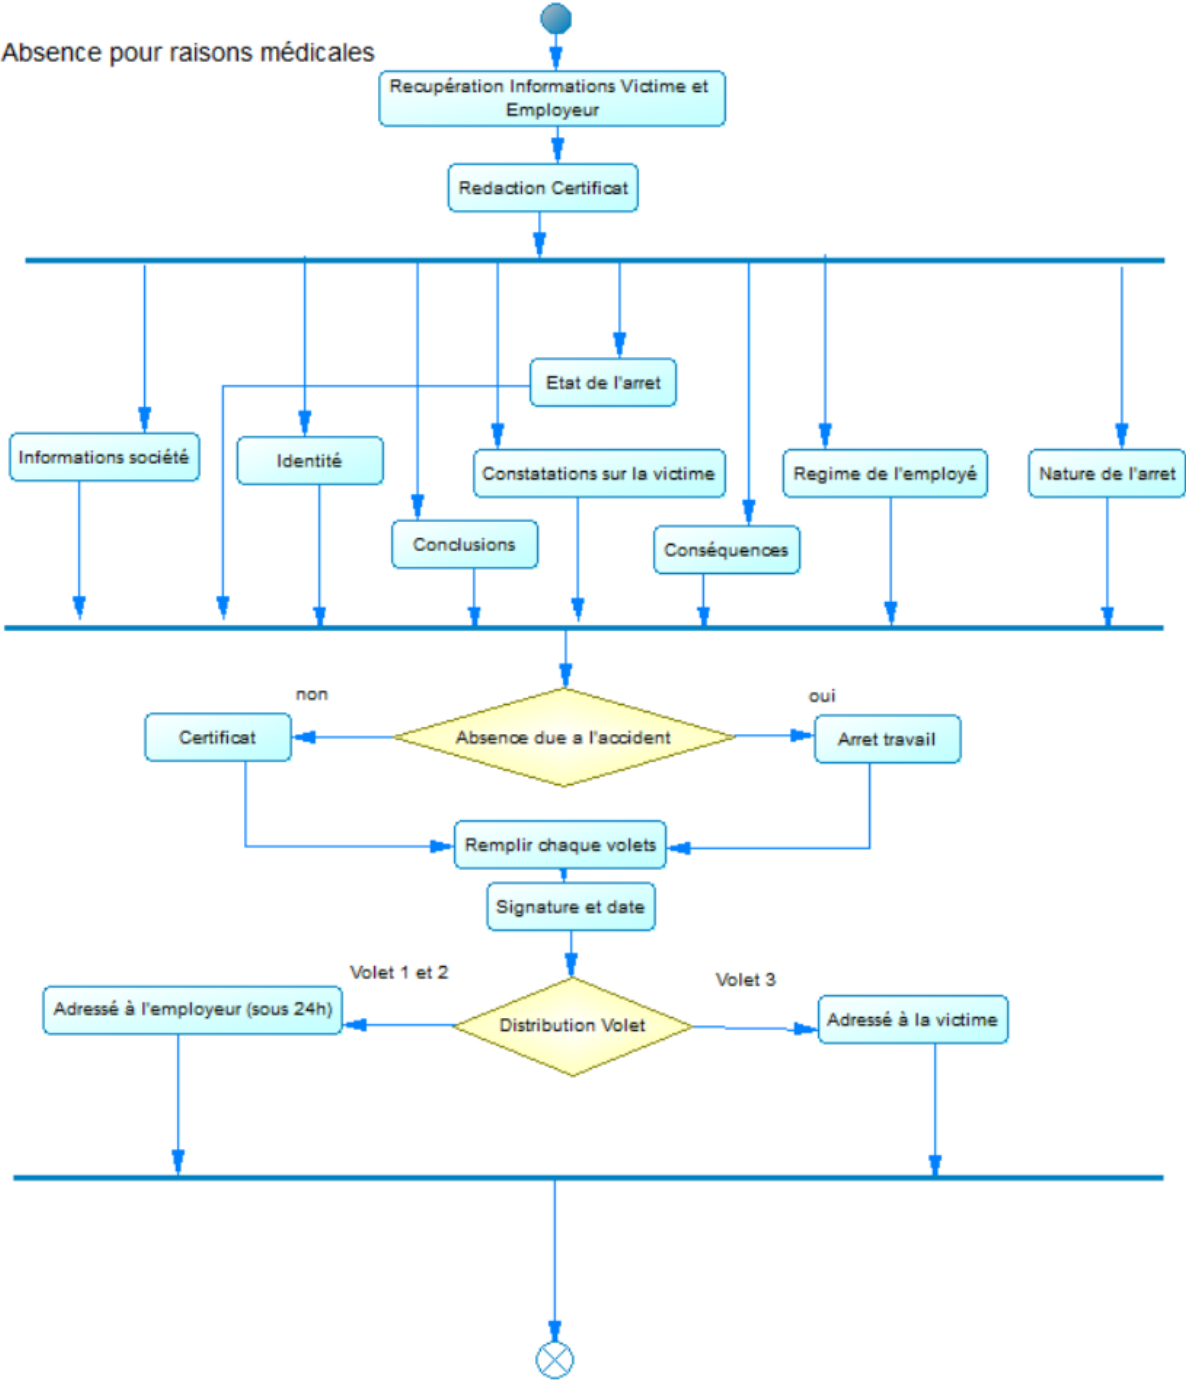 Absence pour raisons médicales
Recupération Informations Victime et
Employeur
Redaction Certificat
Etat de l'arret
Informations société
Identité
Constatations sur la victime
Regime de l'employé
Nature de l'arret
Conclusions
Conséquences
non
oui
Certificat
Absence due a l'accident
Arret travail
Remplir chaque volets
Signature et date
Volet 1 et 2
Volet 3
Adressé à l'employeur (sous 24h)
Distribution Volet
Adressé à la victime